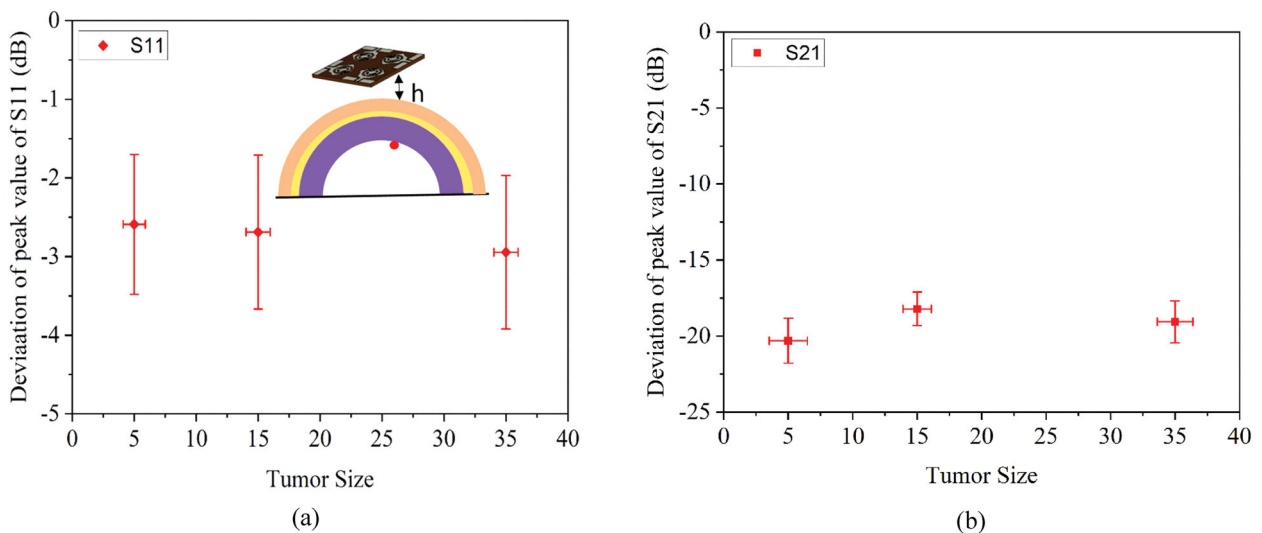 Deviaation of peak value of S11 (dB)
0
-1
-2
-3
-4
-5
S11
h
0 5 10 15 20 25 30 35 40
Tumor Size
(a)
Deviation of peak value of S21 (dB)
0
-5
-10
-15
-20
-25
S21
0 5 10 15 20 25 30 35 40
Tumor Size
(b)